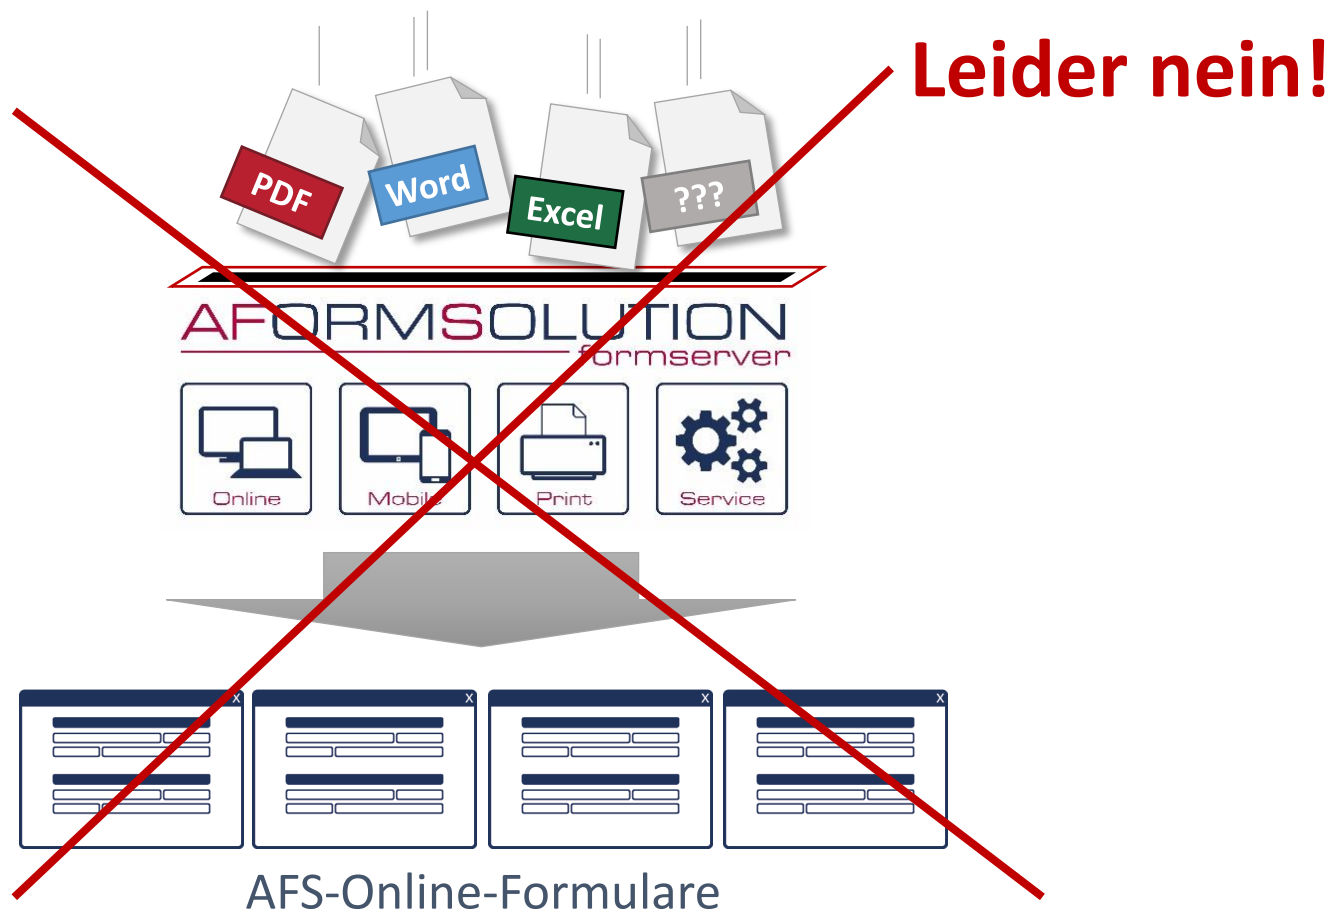 Leider nein!
PDF
Word
Excel
???
AFORMSOLUTION
formserver
Online
Mobile
Print
Service
X
X
X
X
AFS-Online-Formulare